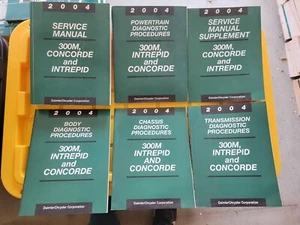 2004
SERVICE
MANUAL
300M,
CONCORDE
and
INTREPID
DaimlerChrysler Corporation
2004
POWERTRAIN
DIAGNOSTIC
PROCEDURES
300M,
INTREPID
and
CONCORDE
DaimlerChrysler Corporation
2004
SERVICE MANUAL
SUPPLEMENT
300M,
CONCORDE
and
INTREPID
DaimlerChrysler Corporation
2004
BODY
DIAGNOSTIC
PROCEDURES
300M,
INTREPID
and
CONCORDE
DaimlerChrysler Corporation
2004
CHASSIS
DIAGNOSTIC
PROCEDURES
300M,
INTREPID
AND
CONCORDE
DaimlerChrysler Corporation
2004
TRANSMISSION
DIAGNOSTIC
PROCEDURES
300M,
INTREPID
AND
CONCORDE
DaimlerChrysler Corporation